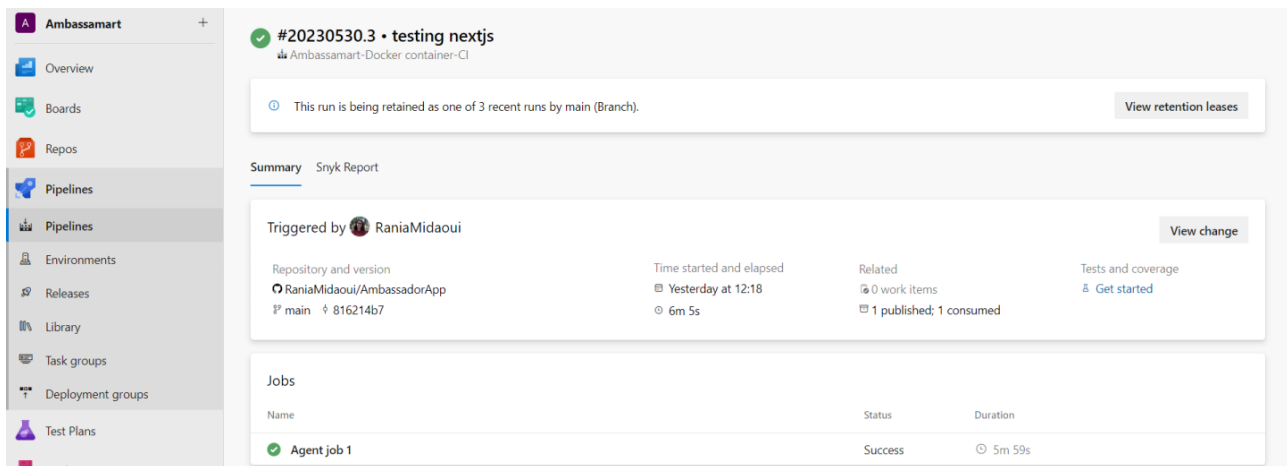 A Ambassamart +
Overview
Boards
Repos
Pipelines
Pipelines
Environments
Releases
Library
Task groups
Deployment groups
Test Plans
#20230530.3 • testing nextjs
Ambassamart-Docker container-CI
This run is being retained as one of 3 recent runs by main (Branch). View retention leases
Summary Snyk Report
Triggered by RaniaMidaoui View change
Repository and version Time started and elapsed Related Tests and coverage
RaniaMidaoui/AmbassadorApp Yesterday at 12:18 0 work items Get started
main 816214b7 6m 5s 1 published; 1 consumed
Jobs
Name Status Duration
Agent job 1 Success 5m 59s